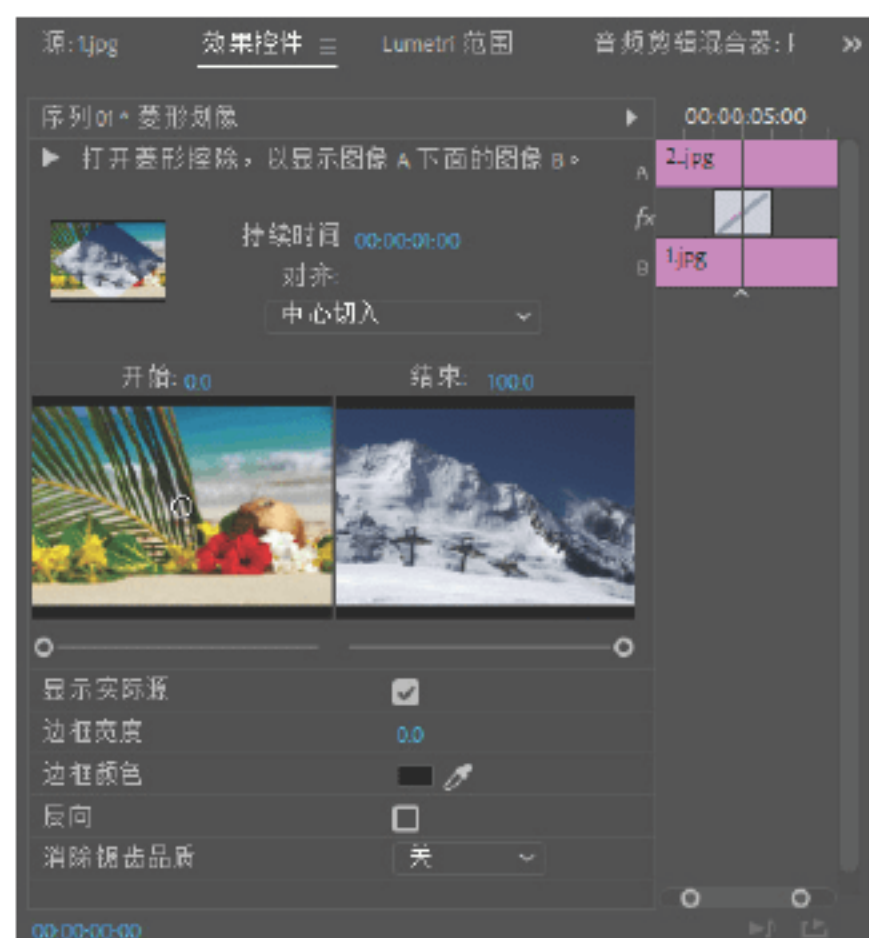 源: 1.jpg 效果控件 Lumetri 范围 音频剪辑混合器: »
序列 01 * 菱形划像 00:00:05:00
打开菱形擦除，以显示图像 A 下面的图像 B。
A 2.jpg
fx
持续时间 00:00:01:00
B 1.jpg
对齐:
中心切入
开始: 0.0 结束: 100.0
显示实际源
边框宽度 0.0
边框颜色
反向
消除锯齿品质 关
00:00:00:00